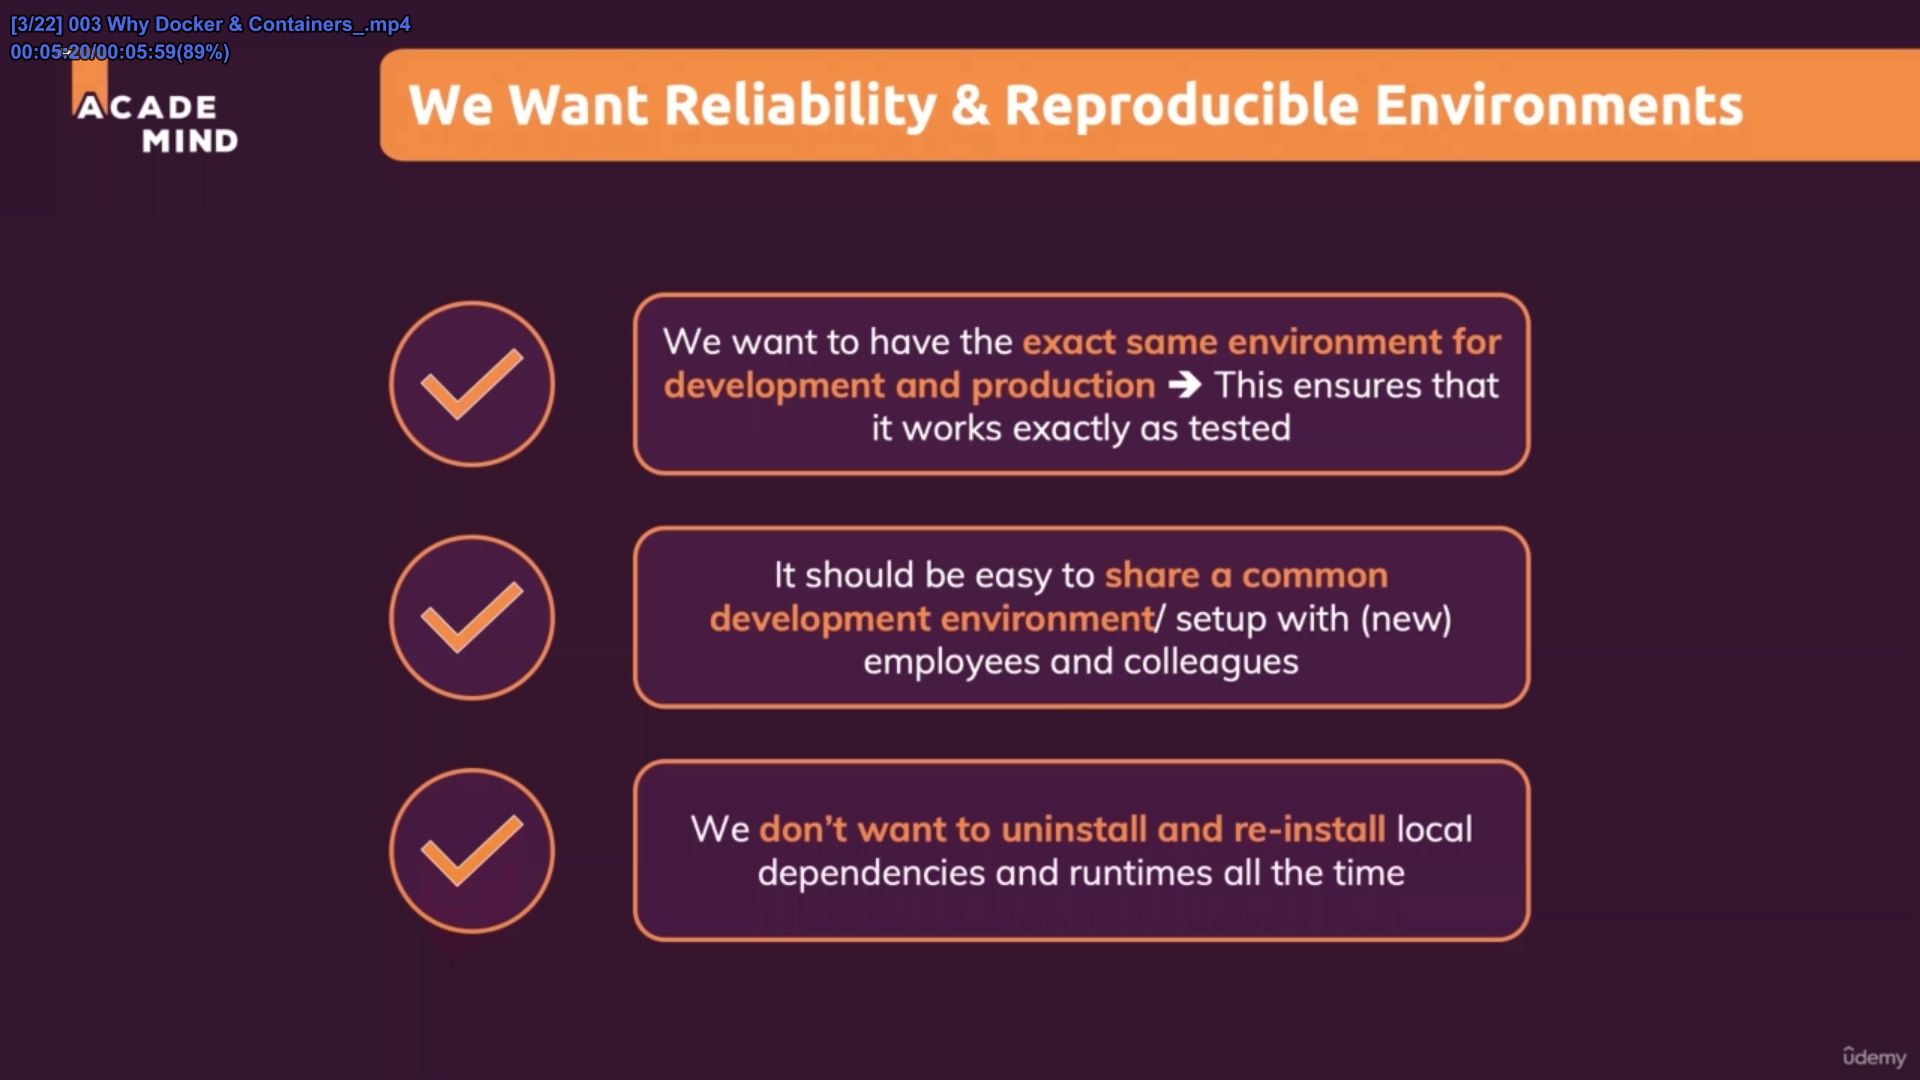 [3/22] 003 Why Docker & Containers_.mp4
00:05:20/00:05:59(89%)
ACADE
MIND
We Want Reliability & Reproducible Environments
We want to have the exact same environment for
development and production ➔ This ensures that
it works exactly as tested
It should be easy to share a common
development environment/ setup with (new)
employees and colleagues
We don’t want to uninstall and re-install local
dependencies and runtimes all the time
ûdemy